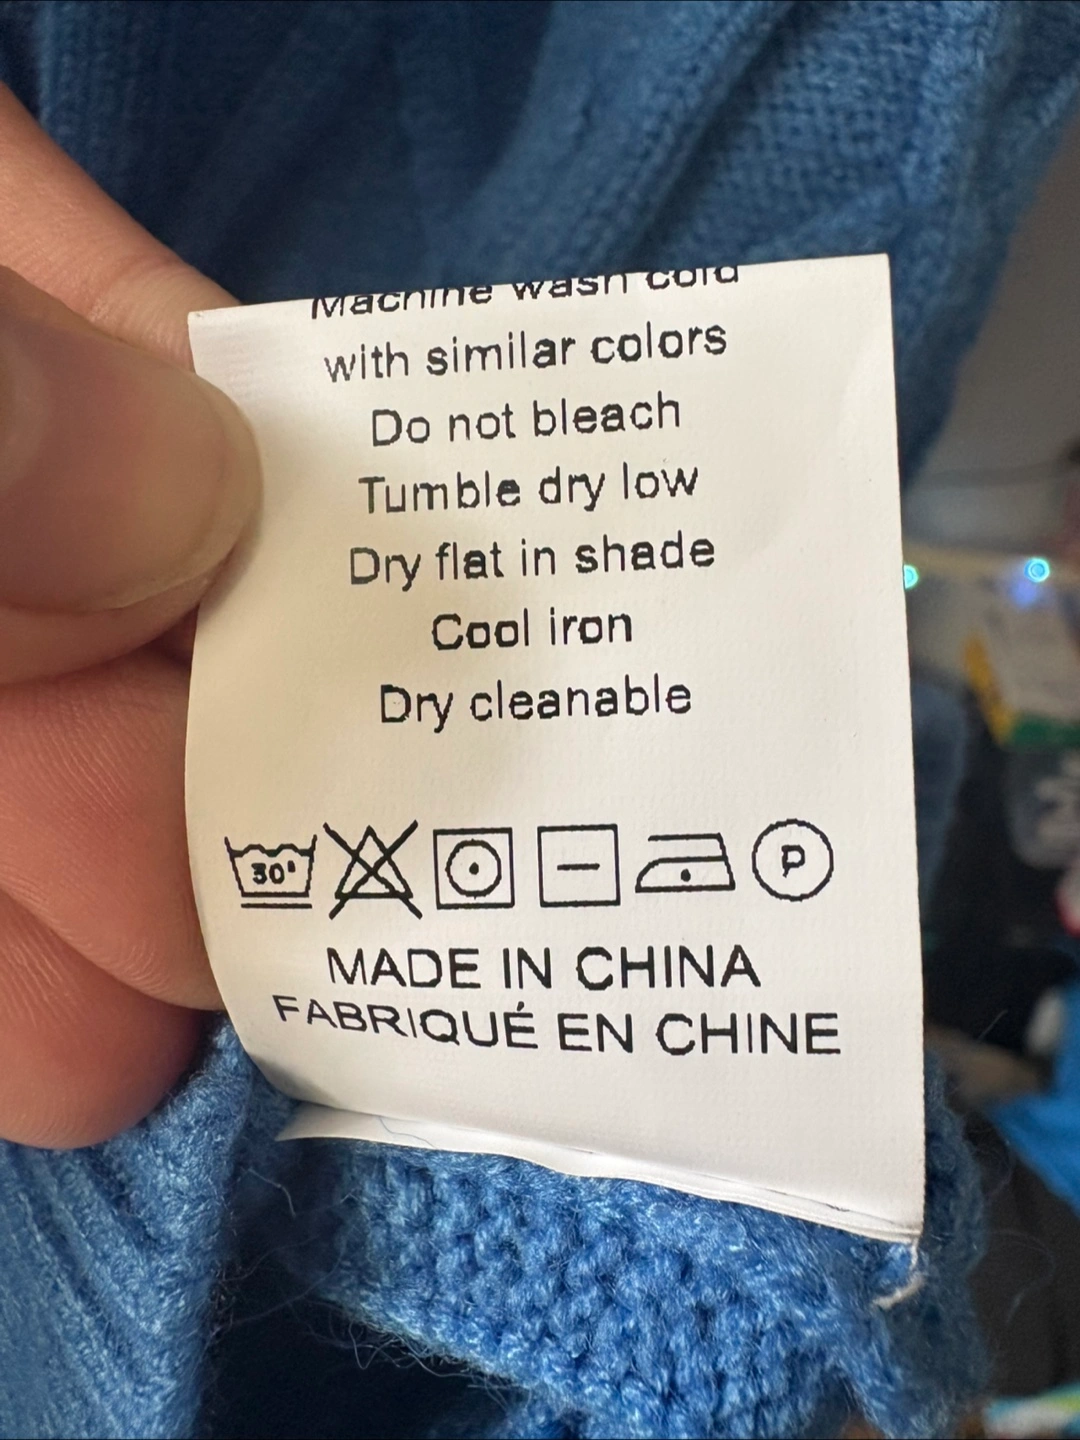 Machine wash cold
with similar colors
Do not bleach
Tumble dry low
Dry flat in shade
Cool iron
Dry cleanable
30°
P
MADE IN CHINA
FABRIQUÉ EN CHINE